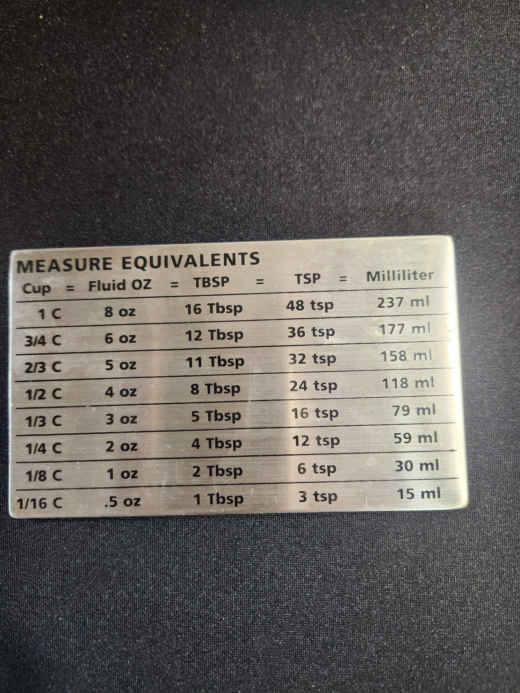 MEASURE EQUIVALENTS
Cup = Fluid OZ = TBSP = TSP = Milliliter
1 C 8 oz 16 Tbsp 48 tsp 237 ml
3/4 C 6 oz 12 Tbsp 36 tsp 177 ml
2/3 C 5 oz 11 Tbsp 32 tsp 158 ml
1/2 C 4 oz 8 Tbsp 24 tsp 118 ml
1/3 C 3 oz 5 Tbsp 16 tsp 79 ml
1/4 C 2 oz 4 Tbsp 12 tsp 59 ml
1/8 C 1 oz 2 Tbsp 6 tsp 30 ml
1/16 C .5 oz 1 Tbsp 3 tsp 15 ml